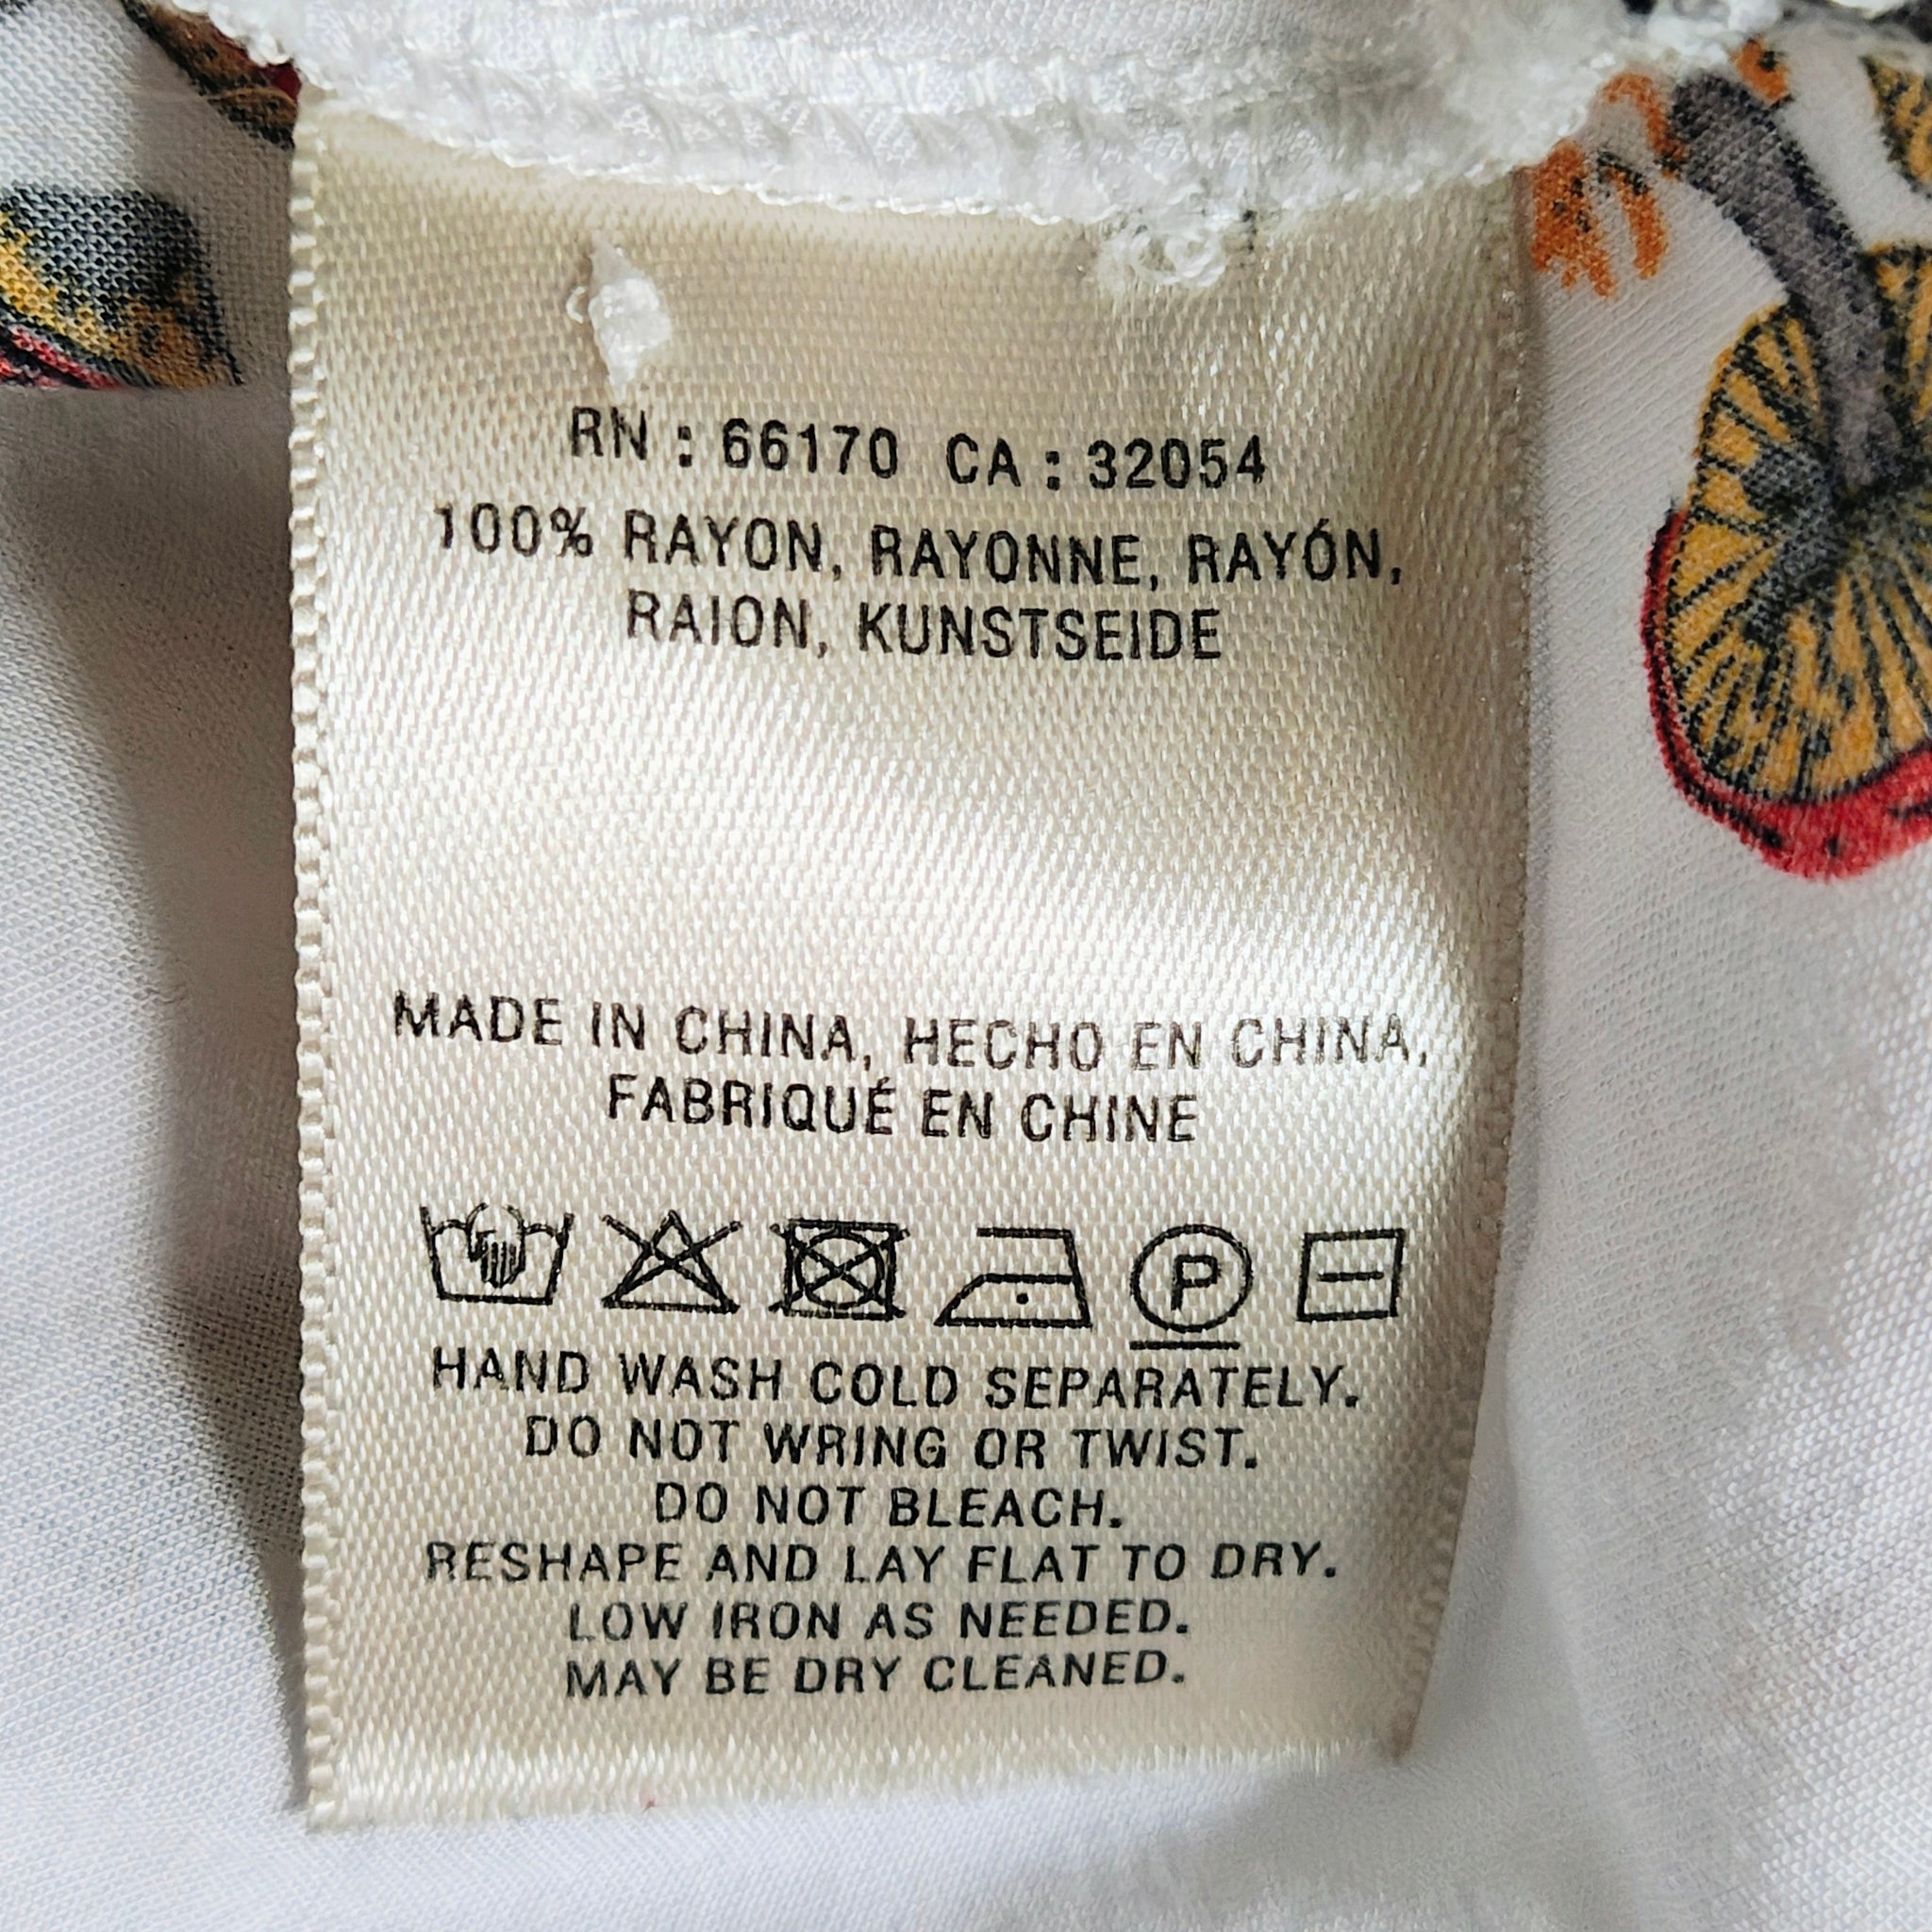 RN : 66170 CA : 32054
100% RAYON, RAYONNE, RAYÓN,
RAION, KUNSTSEIDE
MADE IN CHINA, HECHO EN CHINA,
FABRIQUÉ EN CHINE
P
HAND WASH COLD SEPARATELY.
DO NOT WRING OR TWIST.
DO NOT BLEACH.
RESHAPE AND LAY FLAT TO DRY.
LOW IRON AS NEEDED.
MAY BE DRY CLEANED.